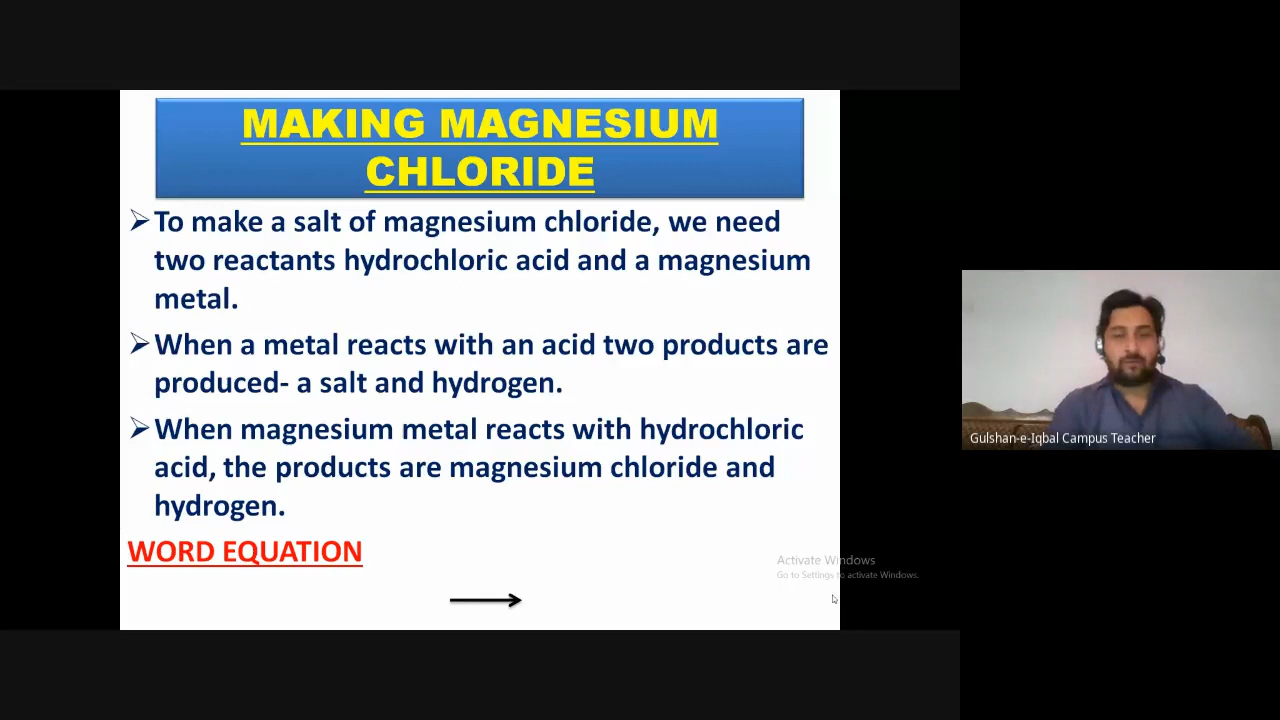 MAKING MAGNESIUM
CHLORIDE
To make a salt of magnesium chloride, we need
two reactants hydrochloric acid and a magnesium
metal.
When a metal reacts with an acid two products are
produced- a salt and hydrogen.
When magnesium metal reacts with hydrochloric
acid, the products are magnesium chloride and
hydrogen.
WORD EQUATION
Activate Windows
Go to Settings to activate Windows.
Gulshan-e-Iqbal Campus Teacher